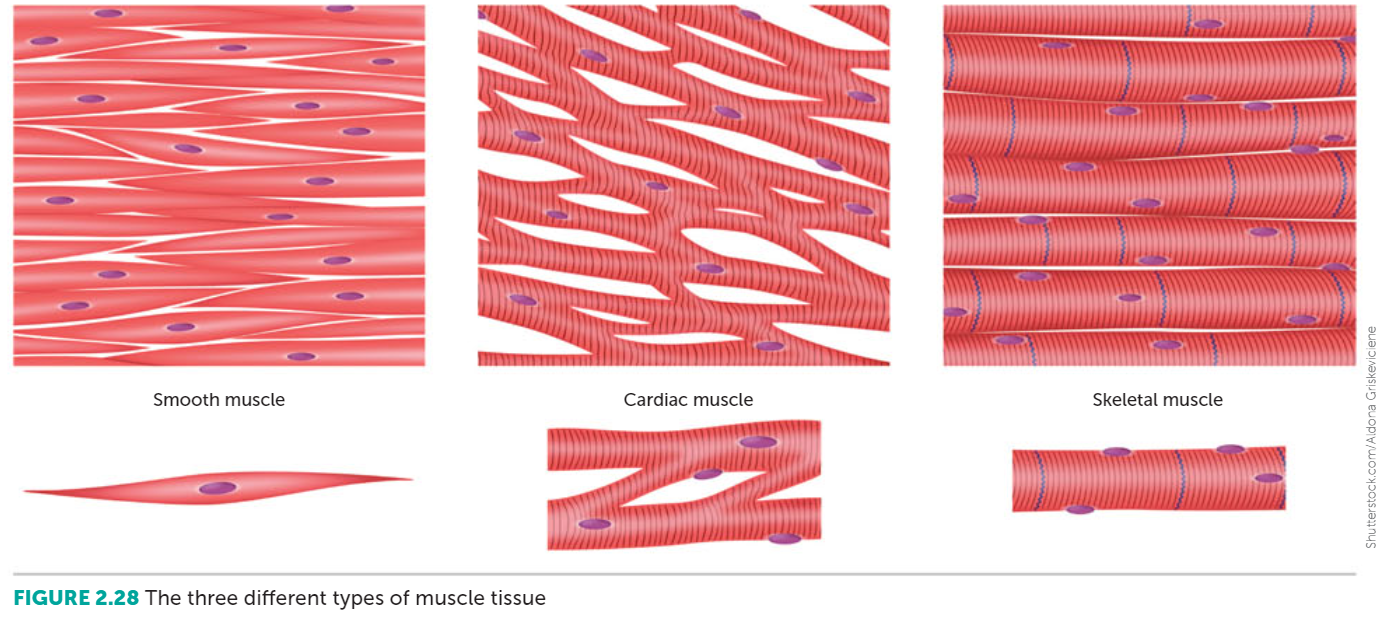 Smooth muscle
Cardiac muscle
Skeletal muscle
Shutterstock.com/Aldona Griskeviciene
FIGURE 2.28 The three different types of muscle tissue